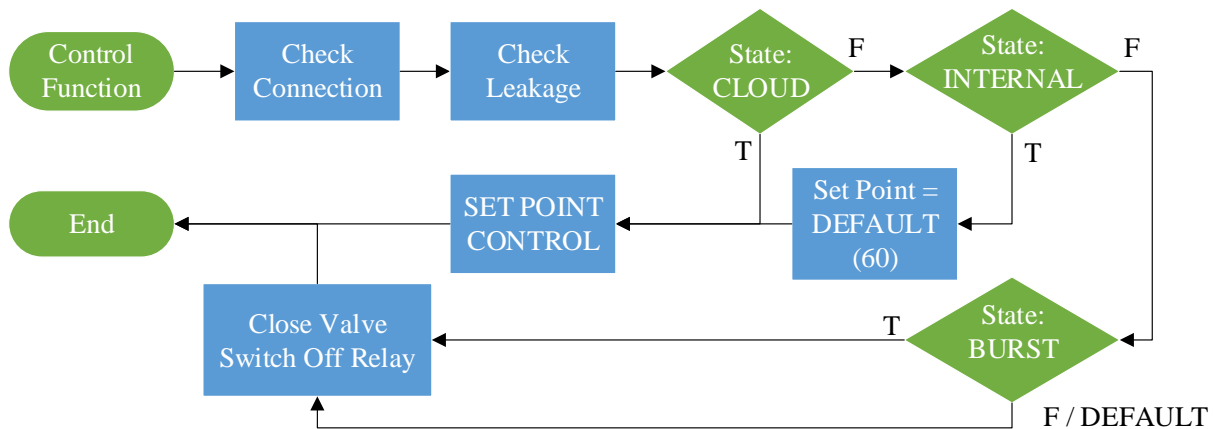 Control
Function
Check
Connection
Check
Leakage
State:
CLOUD
F
State:
INTERNAL
F
T
T
End
SET POINT
CONTROL
Set Point =
DEFAULT
(60)
Close Valve
Switch Off Relay
T
State:
BURST
F / DEFAULT